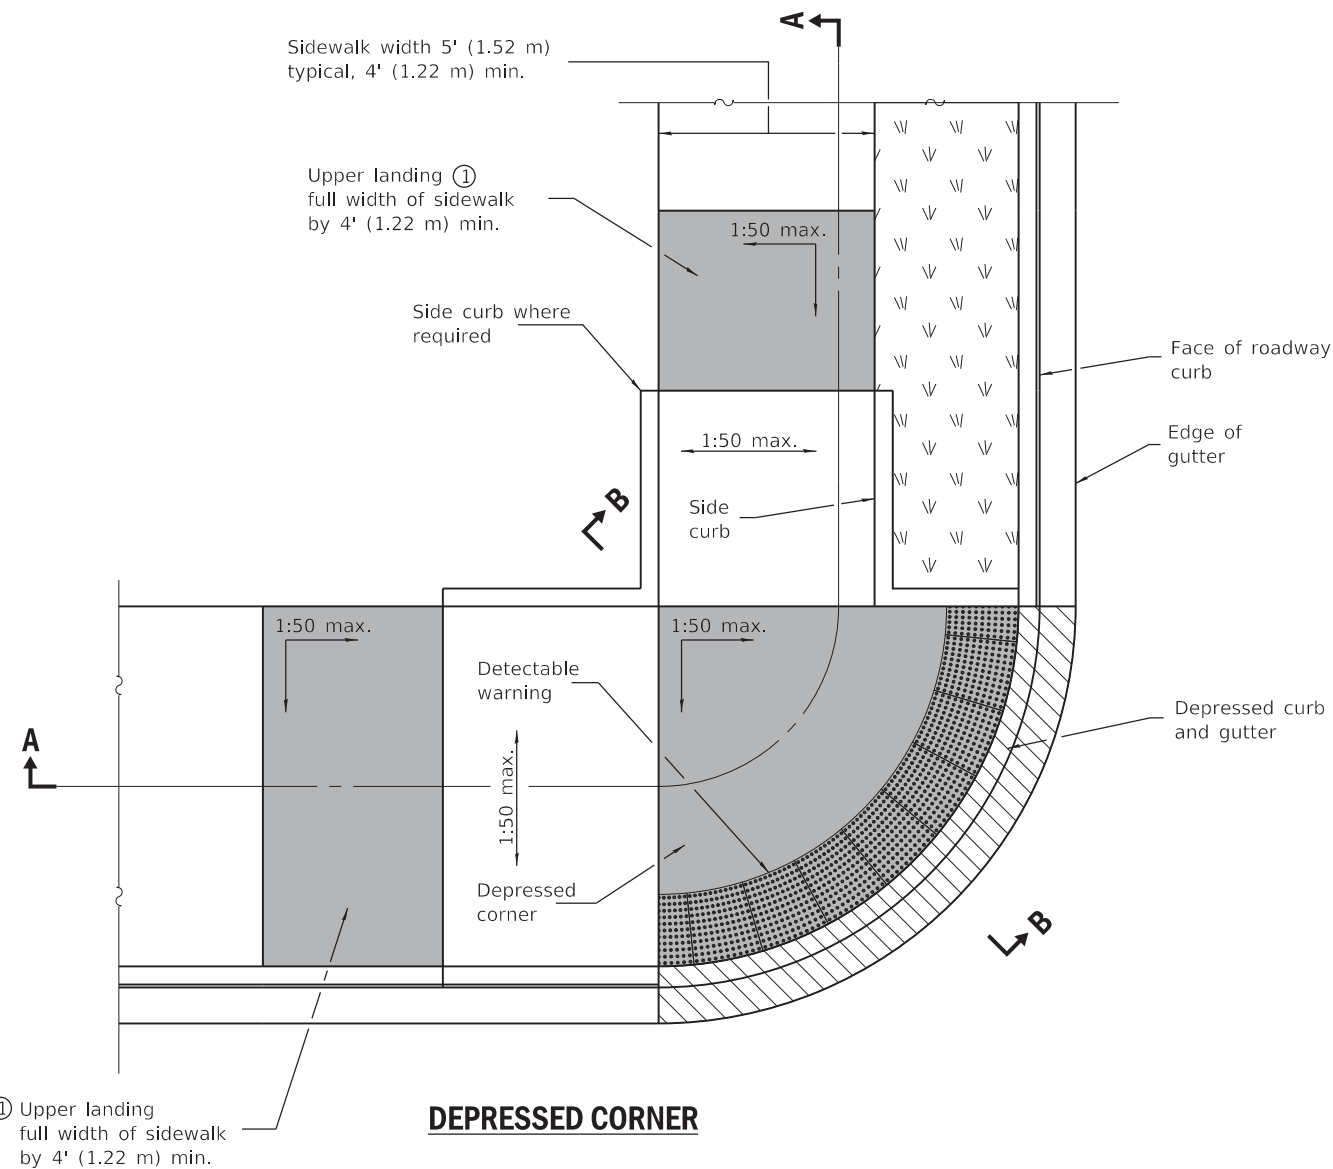 A
Sidewalk width 5' (1.52 m)
typical, 4' (1.22 m) min.
Upper landing ①
full width of sidewalk
by 4' (1.22 m) min.
1:50 max.
Side curb where
required
Face of roadway
curb
1:50 max.
Edge of
gutter
B
Side
curb
1:50 max.
1:50 max.
Detectable
warning
Depressed curb
and gutter
A
1:50 max.
Depressed
corner
B
① Upper landing
full width of sidewalk
by 4' (1.22 m) min.
DEPRESSED CORNER